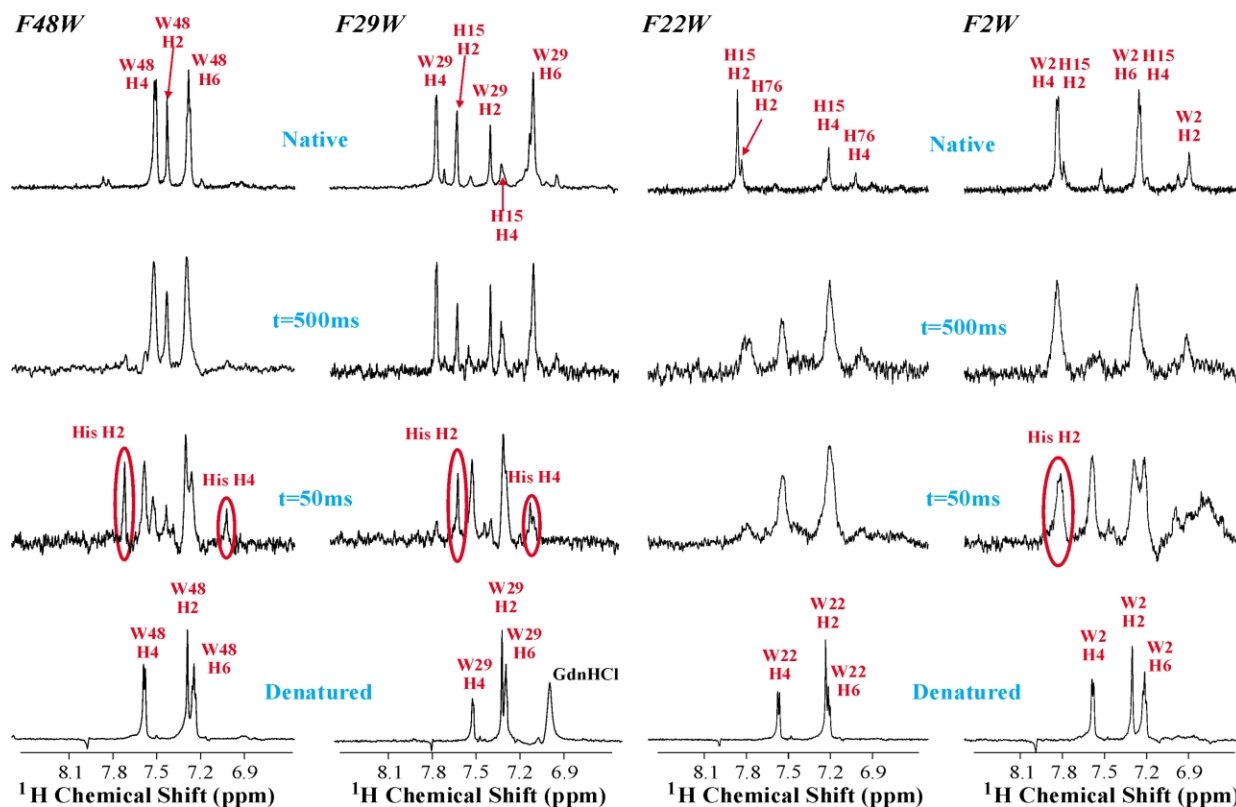 F48W
W48
H4
W48
H2
W48
H6
F29W
W29
H4
H15
H2
W29
H2
W29
H6
H15
H4
F22W
H15
H2
H76
H2
H15
H4
H76
H4
F2W
W2 H15
H4 H2
W2 H15
H6 H4
W2
H2
Native
Native
t=500ms
t=500ms
His H2
His H4
His H2
His H4
His H2
t=50ms
t=50ms
W48
H4
W48
H2
W48
H6
W29
H4
W29
H2
W29
H6
GdnHCl
W22
H4
W22
H2
W22
H6
W2
H4
W2
H2
W2
H6
Denatured
Denatured
8.1 7.8 7.5 7.2 6.9
8.1 7.8 7.5 7.2 6.9
8.1 7.8 7.5 7.2 6.9
8.1 7.8 7.5 7.2 6.9
¹H Chemical Shift (ppm)
¹H Chemical Shift (ppm)
¹H Chemical Shift (ppm)
¹H Chemical Shift (ppm)